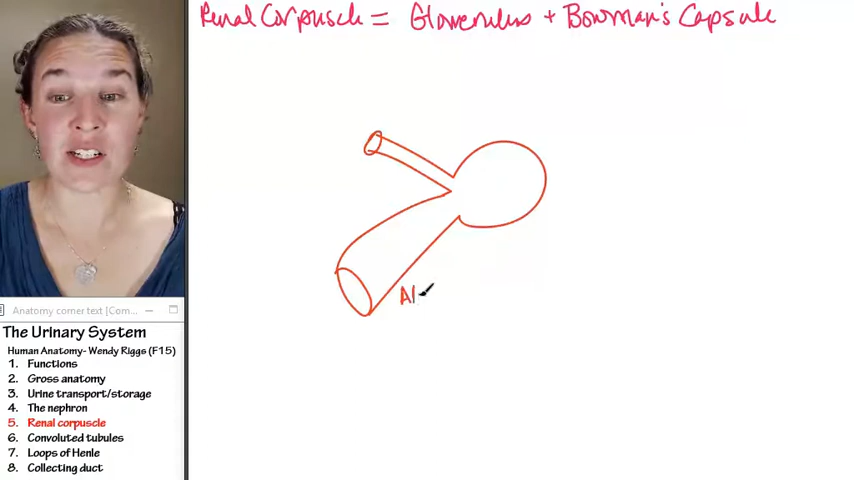 Renal Corpuscle = Glomerulus + Bowman's Capsule
Anatomy corner text [Com...
The Urinary System
Human Anatomy- Wendy Riggs (F15)
1. Functions
2. Gross anatomy
3. Urine transport/storage
4. The nephron
5. Renal corpuscle
6. Convoluted tubules
7. Loops of Henle
8. Collecting duct